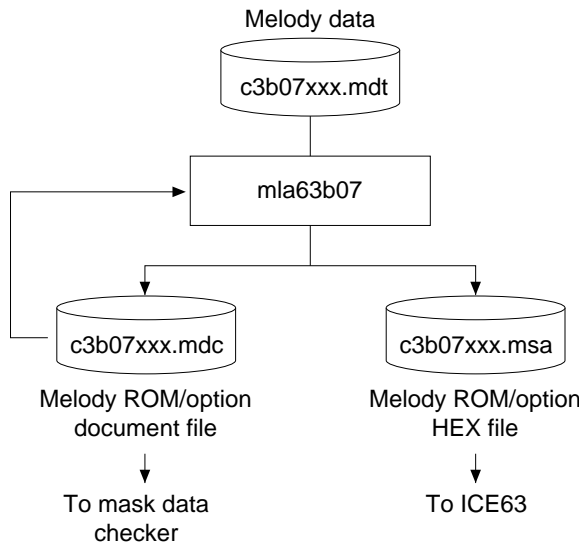 Melody data
c3b07xxx.mdt
mla63b07
c3b07xxx.mdc
c3b07xxx.msa
Melody ROM/option
document file
Melody ROM/option
HEX file
To mask data
checker
To ICE63